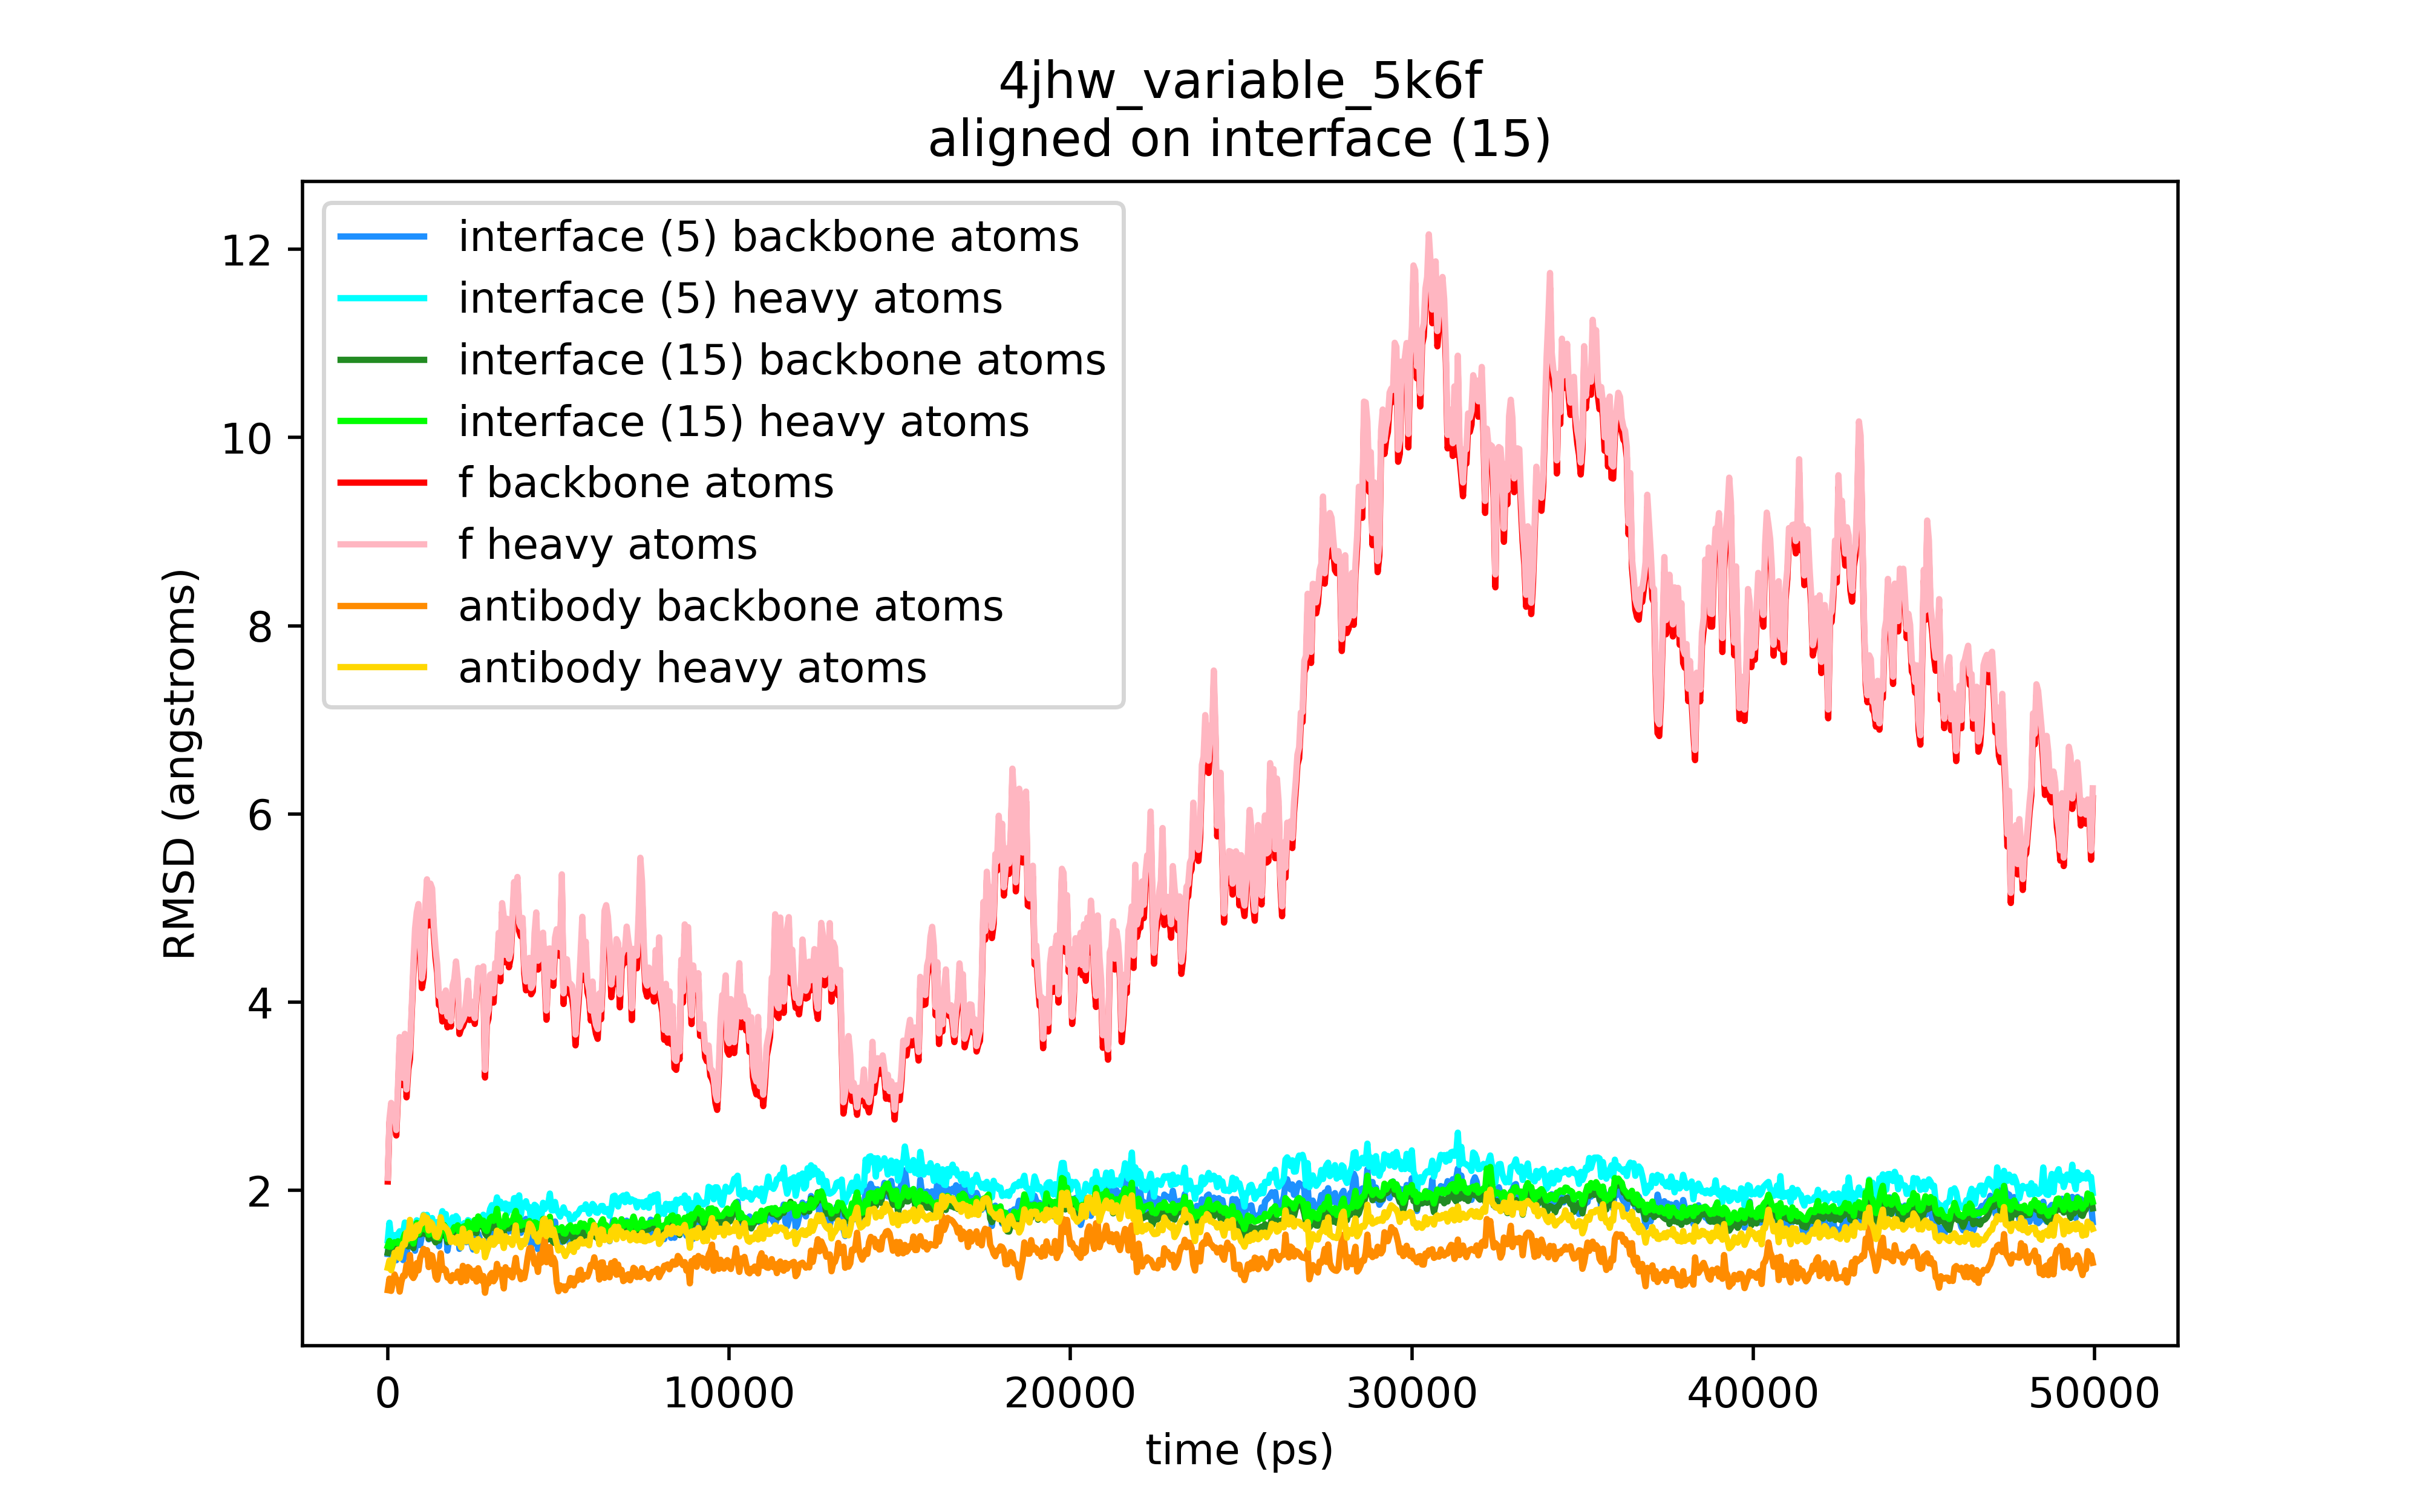 4jhw_variable_5k6f
aligned on interface (15)
interface (5) backbone atoms
interface (5) heavy atoms
interface (15) backbone atoms
interface (15) heavy atoms
f backbone atoms
f heavy atoms
antibody backbone atoms
antibody heavy atoms
RMSD (angstroms)
12
10
8
6
4
2
0 10000 20000 30000 40000 50000
time (ps)